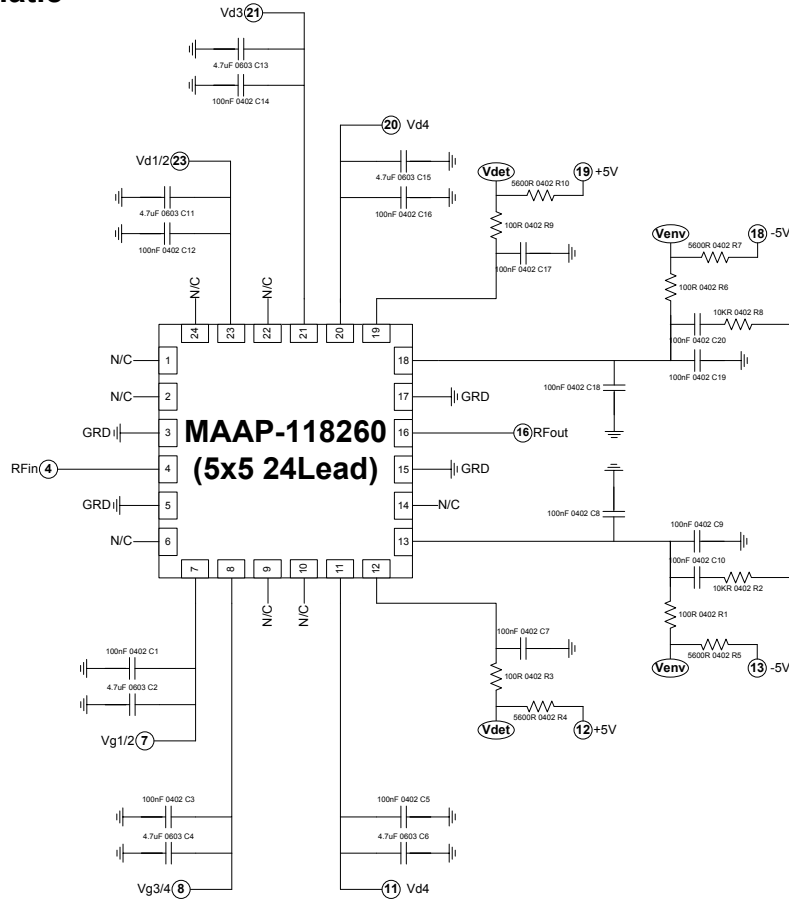 Vd3 21
4.7uF 0603 C13
100nF 0402 C14
20 Vd4
Vd1/2 23
4.7uF 0603 C15
Vdet
19 +5V
5600R 0402 R10
4.7uF 0603 C11
100nF 0402 C16
100R 0402 R9
Venv
18 -5V
5600R 0402 R7
100nF 0402 C12
100nF 0402 C17
100R 0402 R6
N/C
N/C
10KR 0402 R8
100nF 0402 C20
24
23
22
21
20
19
N/C
1
18
100nF 0402 C19
N/C
2
17
GRD
100nF 0402 C18
GRD
3
MAAP-118260
16
16 RFout
RFin 4
4
(5x5 24Lead)
15
GRD
GRD
5
14
N/C
100nF 0402 C8
N/C
6
13
100nF 0402 C9
7
8
9
10
11
12
100nF 0402 C10
10KR 0402 R2
N/C
N/C
100R 0402 R1
100nF 0402 C7
100nF 0402 C1
5600R 0402 R5
Venv
13 -5V
4.7uF 0603 C2
100R 0402 R3
5600R 0402 R4
Vg1/2 7
Vdet
12 +5V
100nF 0402 C3
100nF 0402 C5
4.7uF 0603 C4
4.7uF 0603 C6
Vg3/4 8
11 Vd4